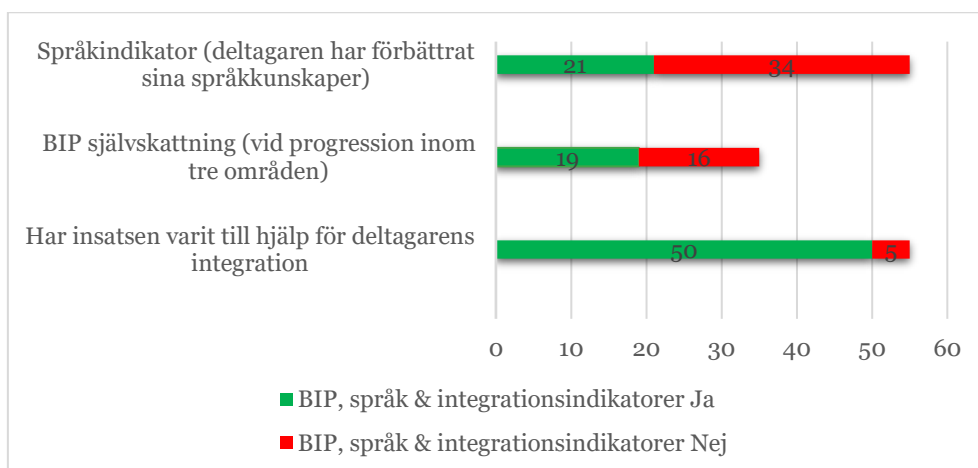 Språkindikator (deltagaren har förbättrat
sina språkkunskaper)
21 34
BIP självskattning (vid progression inom
tre områden)
19 16
Har insatsen varit till hjälp för deltagarens
integration
50 5
0 10 20 30 40 50 60
BIP, språk & integrationsindikatorer Ja
BIP, språk & integrationsindikatorer Nej